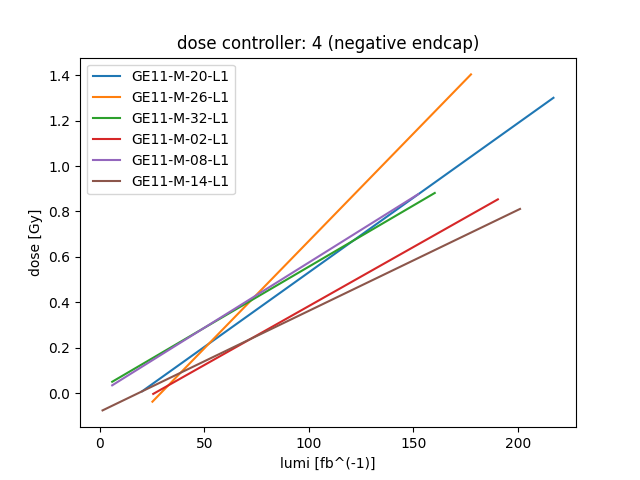 dose controller: 4 (negative endcap)
GE11-M-20-L1
GE11-M-26-L1
GE11-M-32-L1
GE11-M-02-L1
GE11-M-08-L1
GE11-M-14-L1
dose [Gy]
1.4
1.2
1.0
0.8
0.6
0.4
0.2
0.0
0 50 100 150 200
lumi [fb^(-1)]